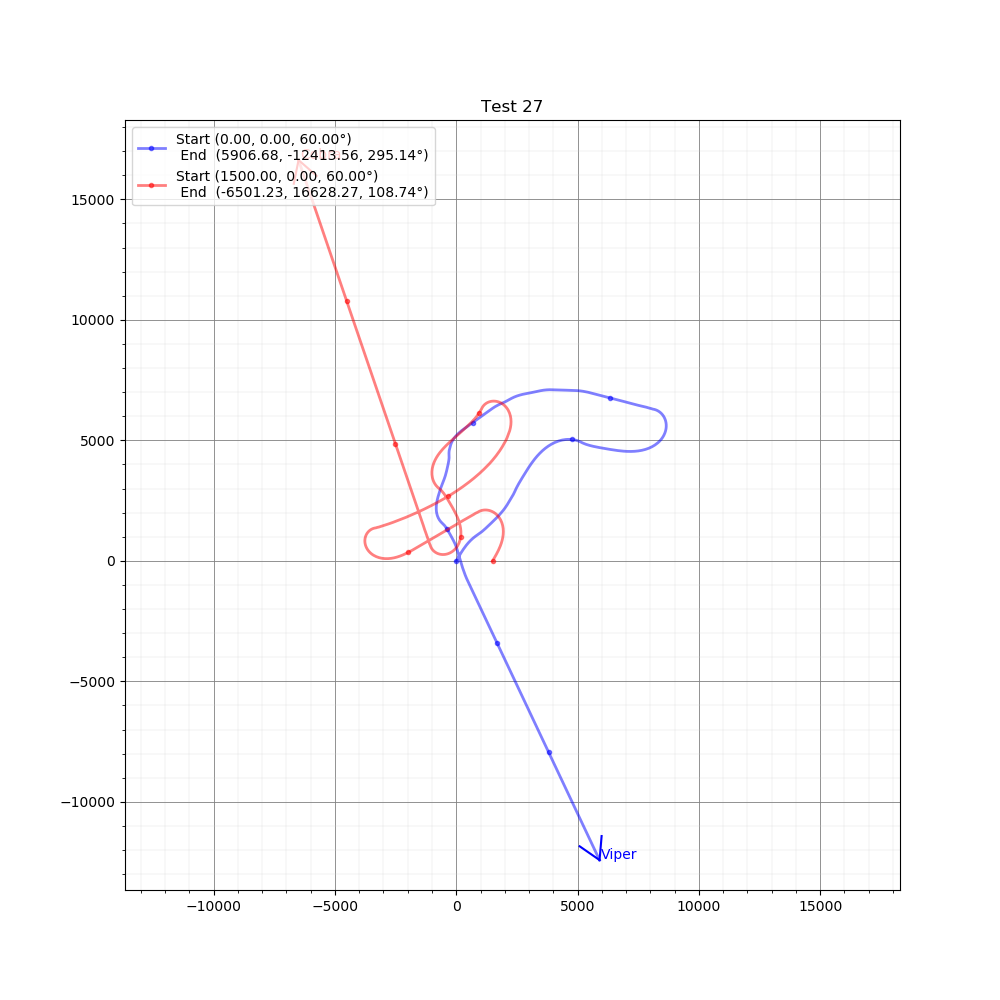 Test 27
Start (0.00, 0.00, 60.00°)
End (5906.68, -12413.56, 295.14°)
Start (1500.00, 0.00, 60.00°)
End (-6501.23, 16628.27, 108.74°)
15000
10000
5000
0
−5000
−10000
Viper
−10000 −5000 0 5000 10000 15000